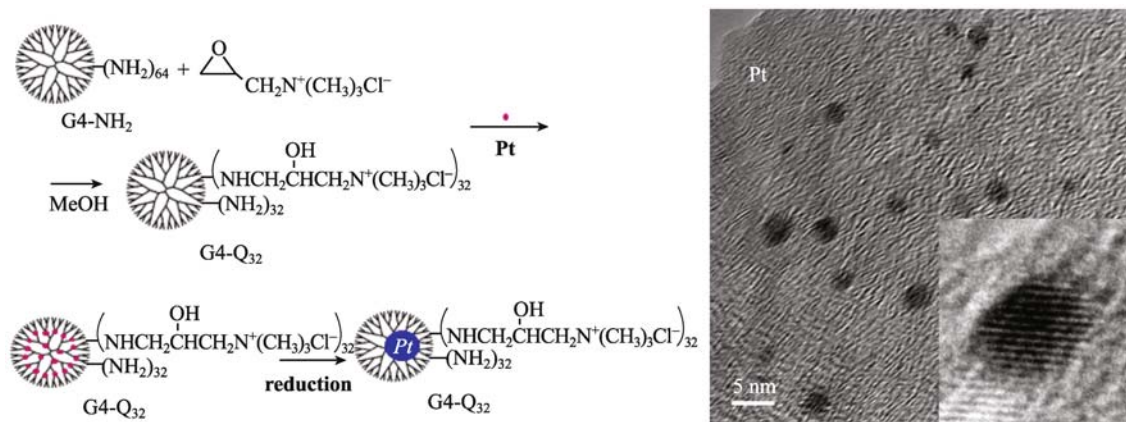 O
(NH₂)₆₄ + CH₂N⁺(CH₃)₃Cl⁻
G4-NH₂
Pt
OH
MeOH (NHCH₂CHCH₂N⁺(CH₃)₃Cl⁻)₃₂
(NH₂)₃₂
G4-Q₃₂
OH
(NHCH₂CHCH₂N⁺(CH₃)₃Cl⁻)₃₂
(NH₂)₃₂
G4-Q₃₂
reduction
Pt
OH
(NHCH₂CHCH₂N⁺(CH₃)₃Cl⁻)₃₂
(NH₂)₃₂
G4-Q₃₂
Pt
5 nm